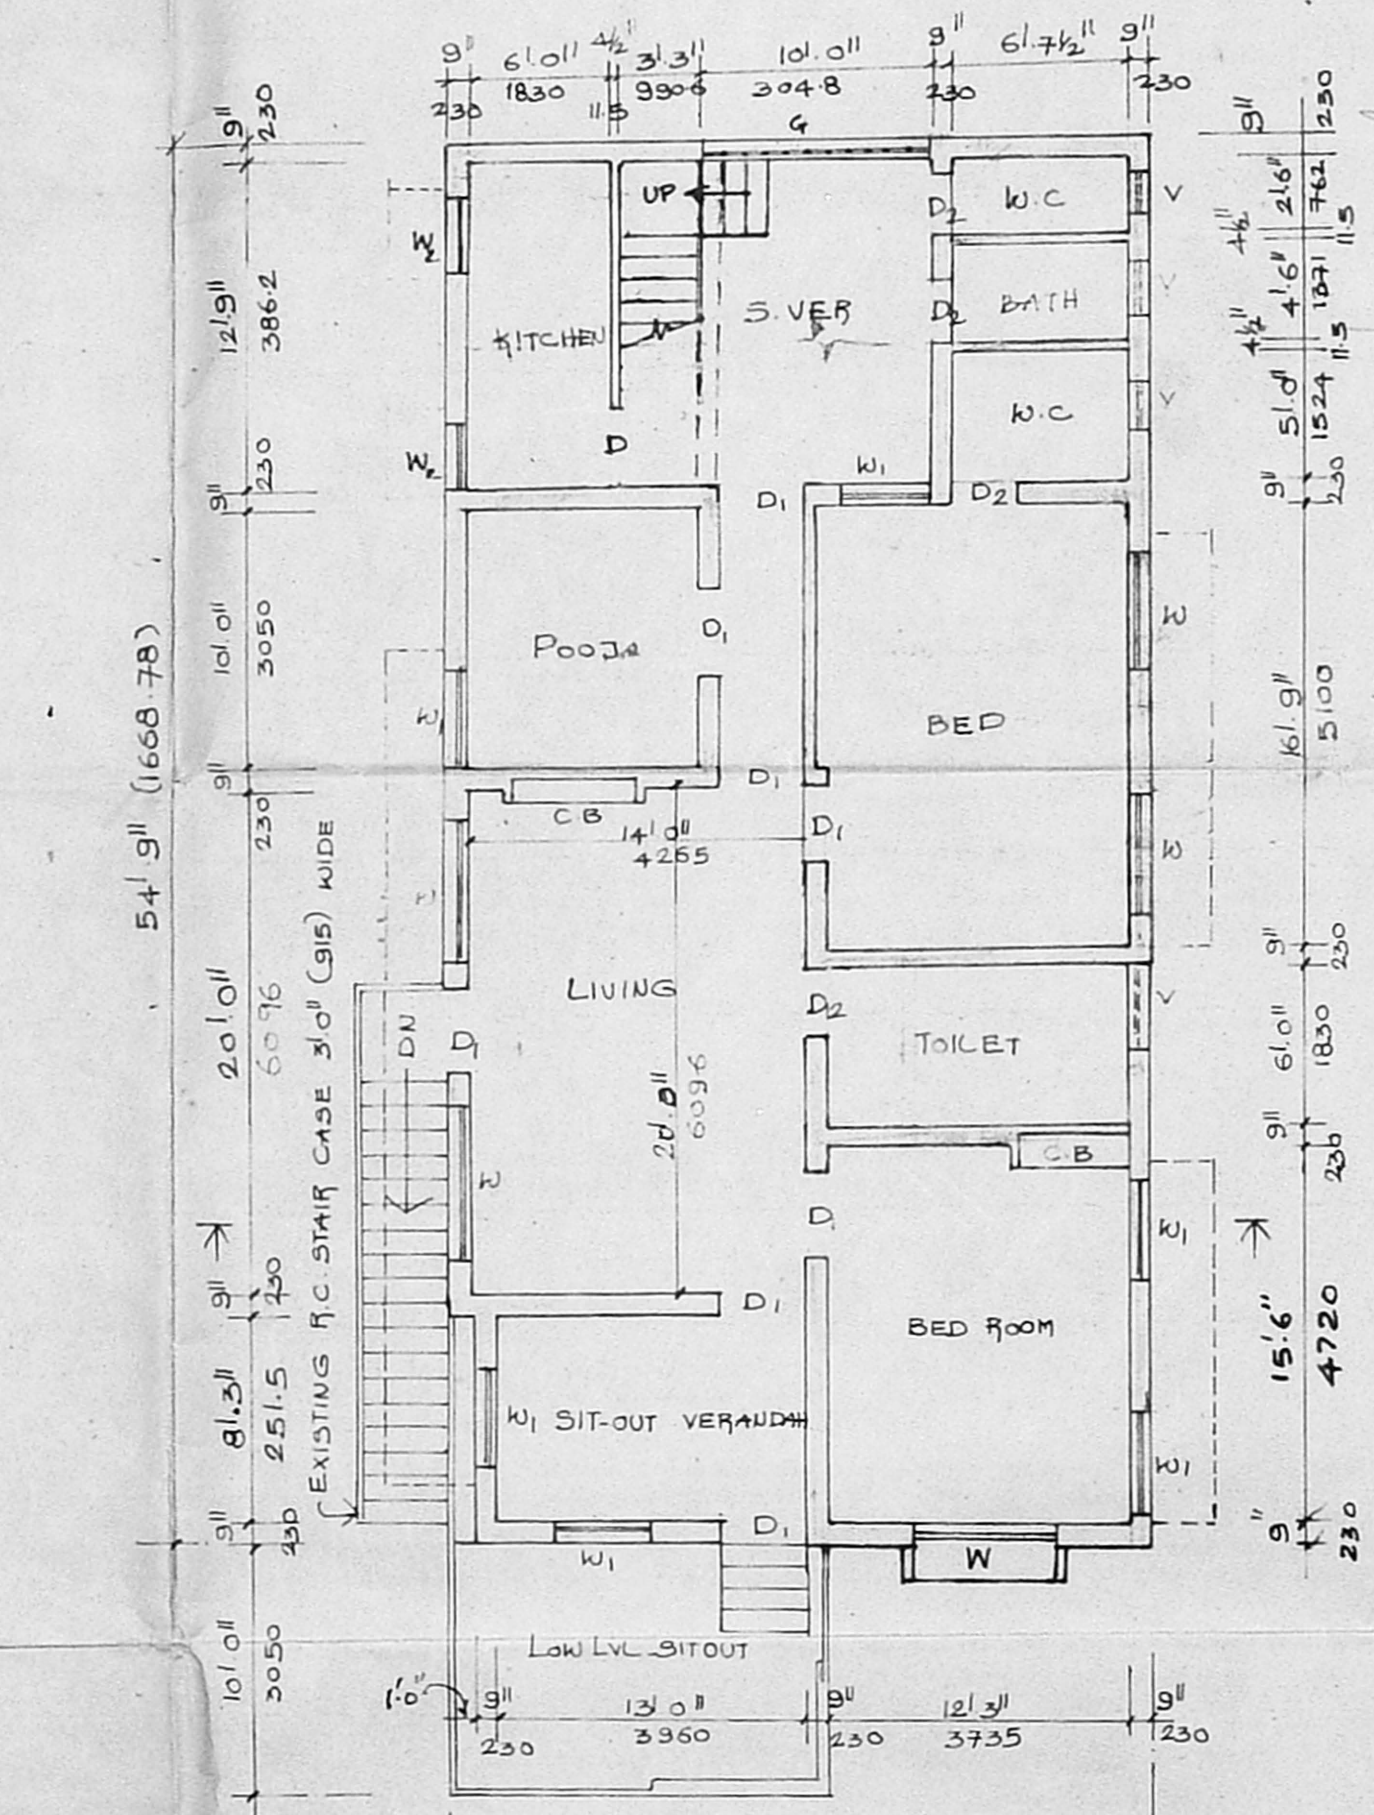 9" 6'.0" 4½" 3'.3" 10'.0" 9" 6'.7½" 9"
230 1830 11.5 9906 304.8 230 230
G
9" 230
12'.9" 386.2
9" 230
10'.0" 3050
9" 230
20'.0" 6096
9" 230
8'.3" 251.5
9" 230
10'.0" 3050
54'.9" (1668.78)
EXISTING R.C. STAIR CASE 3'.0" (915) WIDE
UP
D2
W.C
V
W2
KITCHEN
S.VER
D2
BATH
V
W2
D
W.C
V
W1
D1
D2
POOJA
D1
W
W1
BED
C.B
D1
D1
14'.0"
4265
W
LIVING
20'.0"
6096
D2
TOILET
V
DN
D1
C.B
W
D
W1
D1
BED ROOM
W1
SIT-OUT VERANDAH
W1
D1
W1
W
LOW LVL SITOUT
1'.0" 9" 13'.0" 9" 12'.3" 9"
230 3960 230 3735 230
9" 230
2'.6" 762
4½" 11.5
4'.6" 1371
4½" 11.5
5'.0" 1524
9" 230
16'.9" 5100
9" 230
6'.0" 1830
9" 230
15'.6" 4720
9" 230